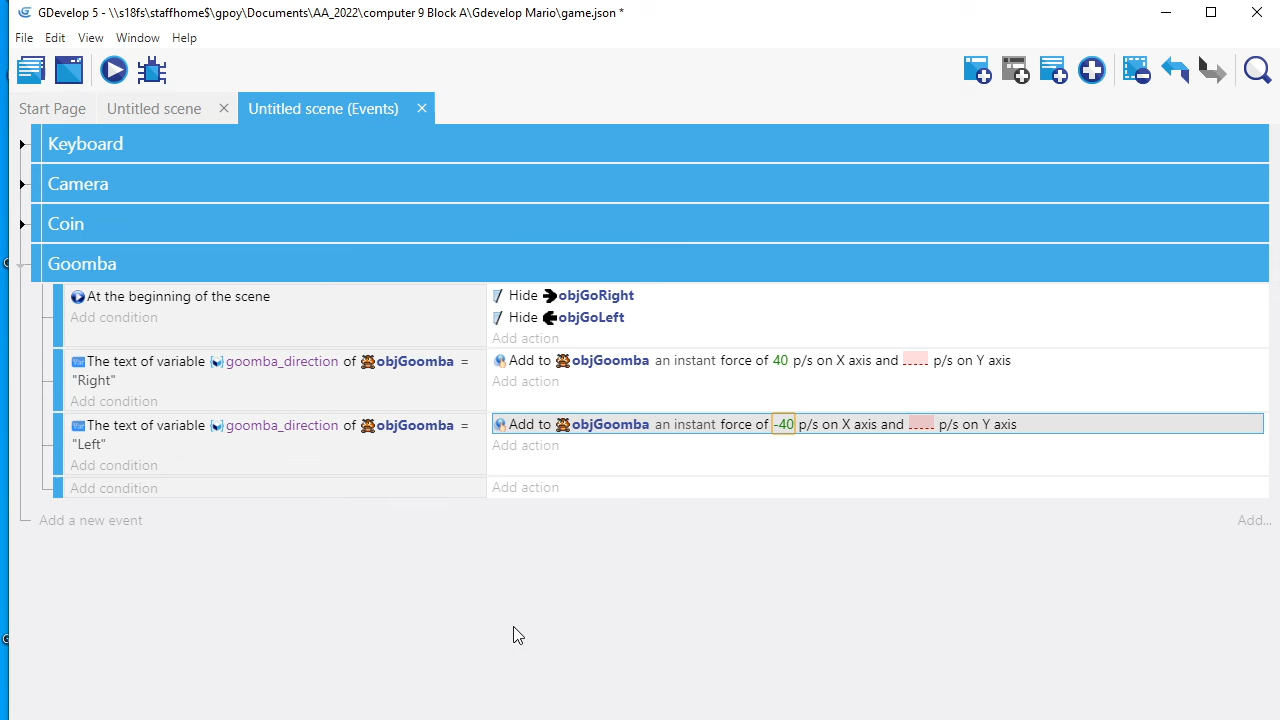 GDevelop 5 - \\s18fs\staffhome$\gpoy\Documents\AA_2022\computer 9 Block A\Gdevelop Mario\game.json *
File Edit View Window Help
Start Page Untitled scene × Untitled scene (Events) ×
Keyboard
Camera
Coin
Goomba
At the beginning of the scene
Add condition
Hide objGoRight
Hide objGoLeft
Add action
The text of variable goomba_direction of objGoomba =
"Right"
Add condition
Add to objGoomba an instant force of 40 p/s on X axis and ..... p/s on Y axis
Add action
The text of variable goomba_direction of objGoomba =
"Left"
Add condition
Add to objGoomba an instant force of -40 p/s on X axis and ..... p/s on Y axis
Add action
Add condition
Add action
Add a new event
Add...